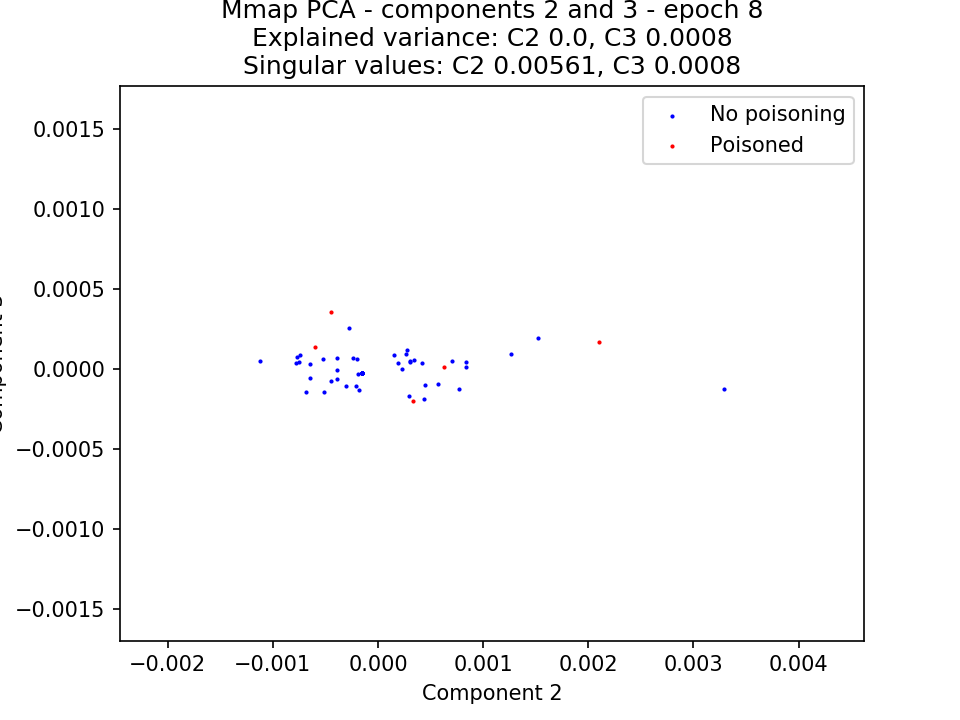 Mmap PCA - components 2 and 3 - epoch 8
Explained variance: C2 0.0, C3 0.0008
Singular values: C2 0.00561, C3 0.0008
No poisoning
Poisoned
0.0015
0.0010
0.0005
0.0000
−0.0005
−0.0010
−0.0015
−0.002 −0.001 0.000 0.001 0.002 0.003 0.004
Component 2